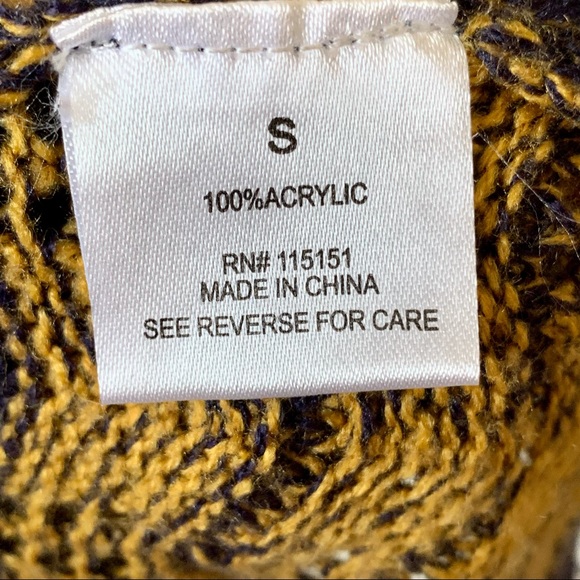 S
100%ACRYLIC
RN# 115151
MADE IN CHINA
SEE REVERSE FOR CARE